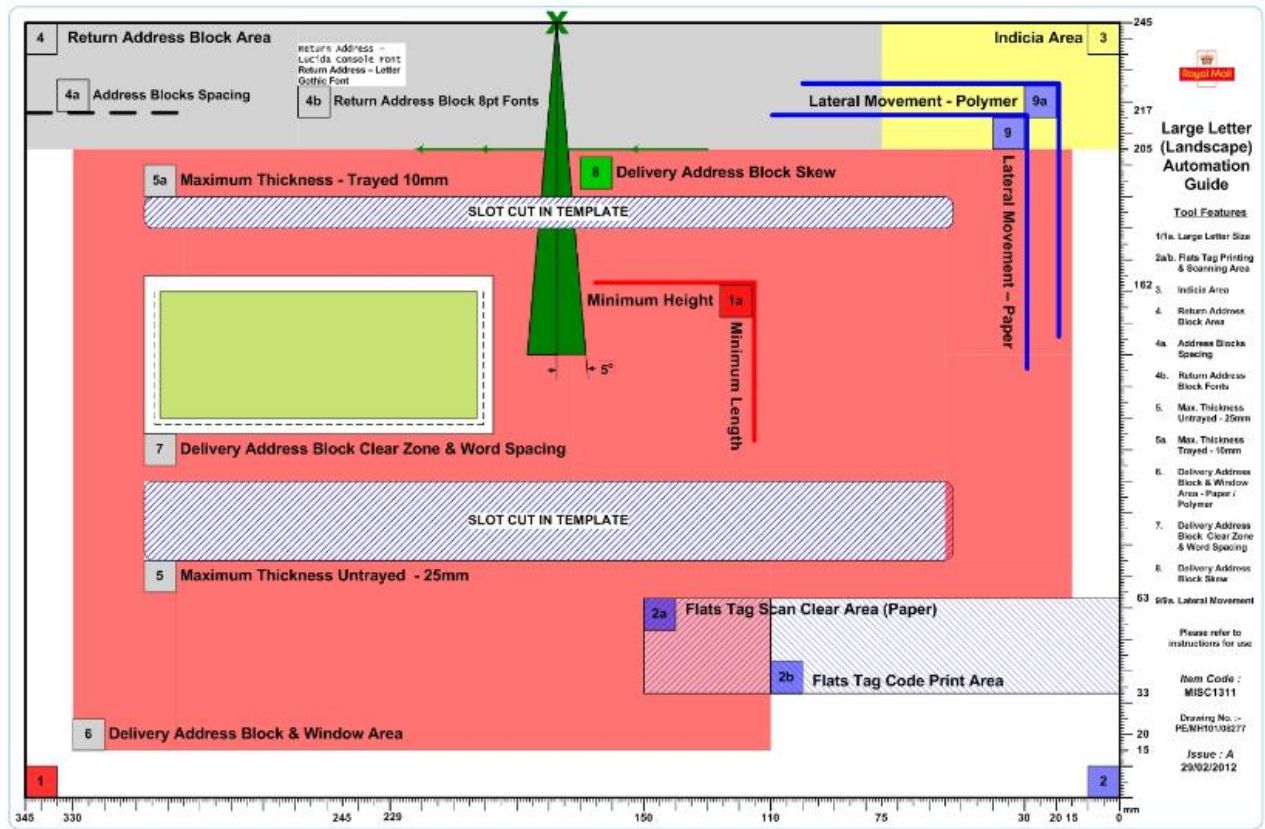 4 Return Address Block Area
Return Address -
Lucida Console Font
Return Address - Letter
Gothic Font
4a Address Blocks Spacing
4b Return Address Block 8pt Fonts
X
Indicia Area 3
Lateral Movement - Polymer 9a
9
Lateral Movement – Paper
5a Maximum Thickness - Trayed 10mm
8 Delivery Address Block Skew
SLOT CUT IN TEMPLATE
Minimum Height 1a
Minimum Length
5°
7 Delivery Address Block Clear Zone & Word Spacing
SLOT CUT IN TEMPLATE
5 Maximum Thickness Untrayed - 25mm
2a Flats Tag Scan Clear Area (Paper)
2b Flats Tag Code Print Area
6 Delivery Address Block & Window Area
1
2
245
217
205
162
63
33
20
15
mm
345 330 245 229 150 110 75 30 20 15 0
Royal Mail
Large Letter
(Landscape)
Automation
Guide
Tool Features
1/1a. Large Letter Size
2a/b. Flats Tag Printing
& Scanning Area
3. Indicia Area
4. Return Address
Block Area
4a. Address Blocks
Spacing
4b. Return Address
Block Fonts
5. Max. Thickness
Untrayed - 25mm
5a. Max. Thickness
Trayed - 10mm
6. Delivery Address
Block & Window
Area - Paper /
Polymer
7. Delivery Address
Block Clear Zone
& Word Spacing
8. Delivery Address
Block Skew
9/9a. Lateral Movement
Please refer to
instructions for use
Item Code :
MISC1311
Drawing No. :-
PE/MH101/08277
Issue : A
29/02/2012